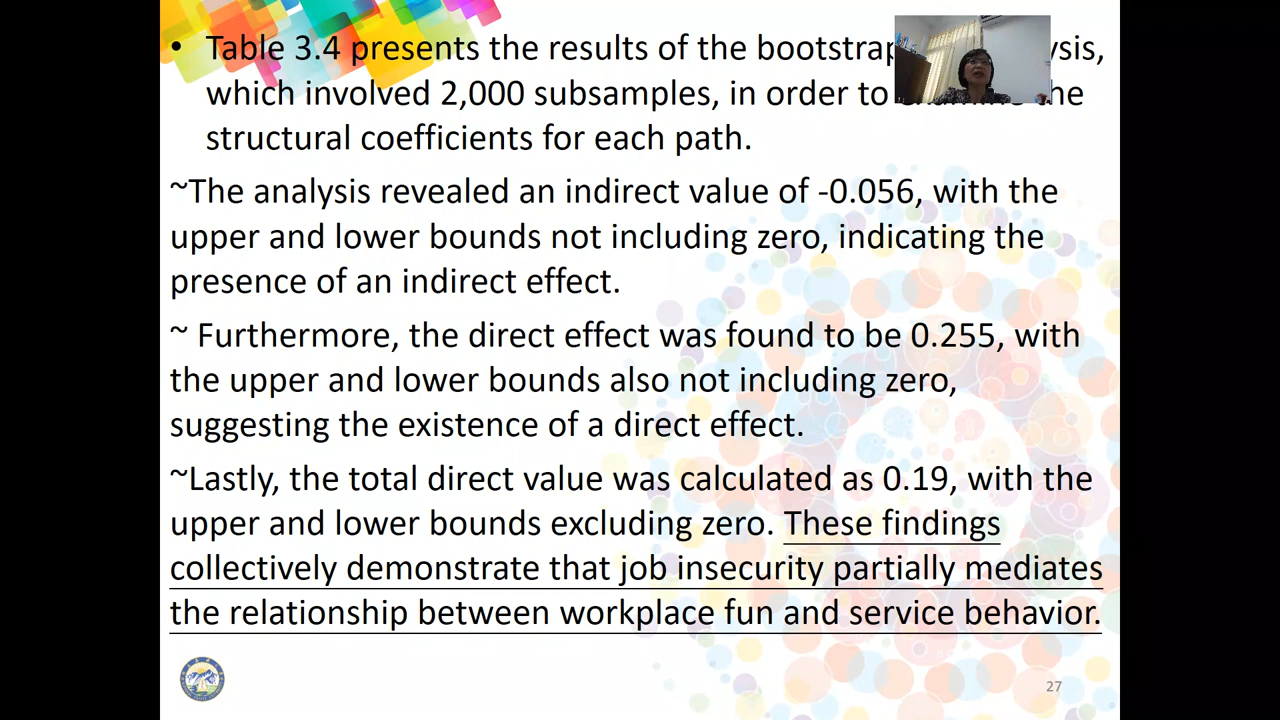 • Table 3.4 presents the results of the
which involved 2,000 subsamples, in order to
structural coefficients for each path.
~The analysis revealed an indirect value of -0.056, with the
upper and lower bounds not including zero, indicating the
presence of an indirect effect.
~ Furthermore, the direct effect was found to be 0.255, with
the upper and lower bounds also not including zero,
suggesting the existence of a direct effect.
~Lastly, the total direct value was calculated as 0.19, with the
upper and lower bounds excluding zero. These findings
collectively demonstrate that job insecurity partially mediates
the relationship between workplace fun and service behavior.
27